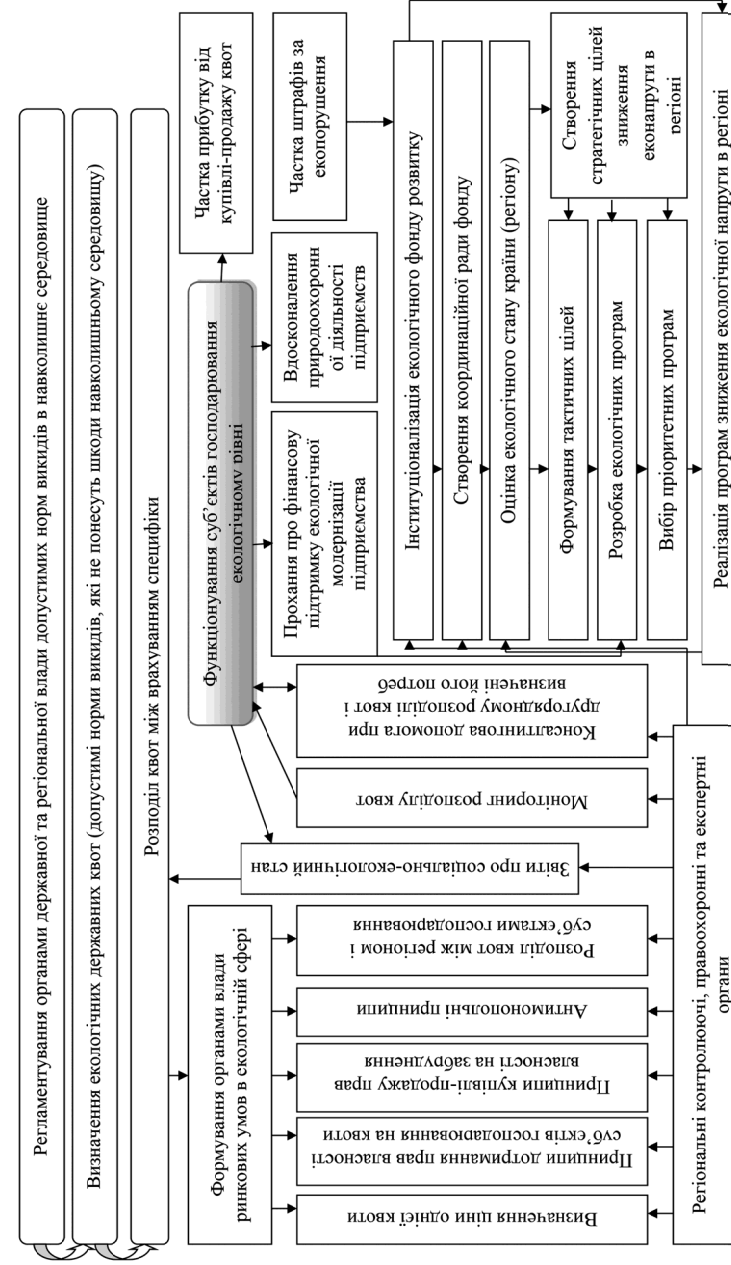 Регламентування органами державної та регіональної влади допустимих норм викидів в навколишнє середовище
Визначення екологічних державних квот (допустимі норми викидів, які не понесуть шкоди навколишньому середовищу)
Розподіл квот між врахуванням специфіки
Формування органами влади
ринкових умов в екологічній сфері
Функціонування суб’єктів господарювання
екологічному рівні
Частка прибутку від
купівлі-продажу квот
Звіти про соціально-екологічний стан
Прохання про фінансову
підтримку екологічної
модернізації
підприємства
Вдосконалення
природоохоронн
ої діяльності
підприємств
Частка штрафів за
екопорушення
Визначення ціни однієї квоти
Принципи дотримання прав власності
суб’єктів господарювання на квоти
Принципи купівлі-продажу прав
власності на забруднення
Антимонопольні принципи
Розподіл квот між регіоном і
суб’єктами господарювання
Моніторинг розподілу квот
Консалтингова допомога при
другорядному розподілі квот і
визначені його потреб
Інституціоналізація екологічного фонду розвитку
Створення координаційної ради фонду
Оцінка екологічного стану країни (регіону)
Формування тактичних цілей
Розробка екологічних програм
Вибір пріоритетних програм
Створення
стратегічних цілей
зниження
еконапруги в
регіоні
Регіональні контролюючі, правоохоронні та експертні
органи
Реалізація програм зниження екологічної напруги в регіоні